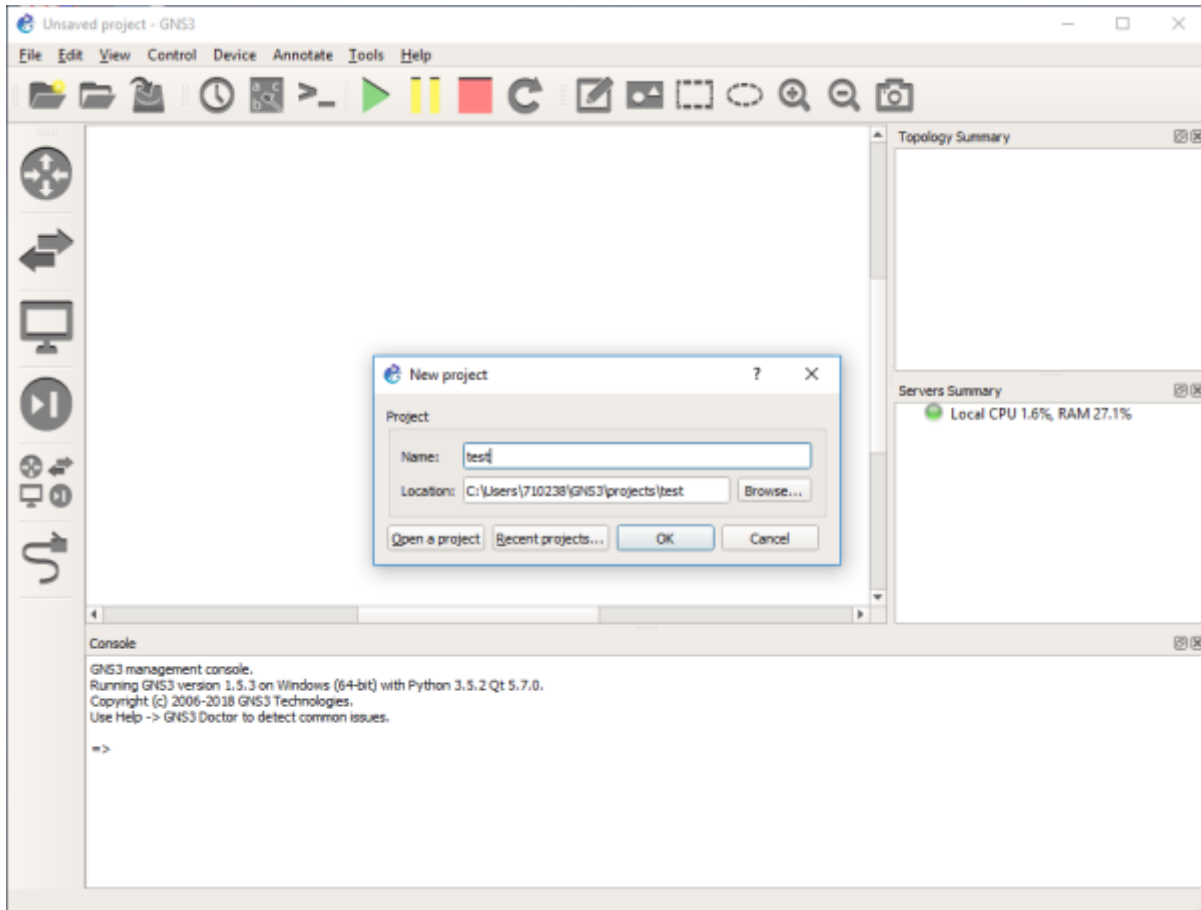 Unsaved project - GNS3
File Edit View Control Device Annotate Tools Help
Topology Summary
New project
?
Project
Name: test
Location: C:\Users\710238\GNS3\projects\test Browse...
Open a project Recent projects... OK Cancel
Servers Summary
Local CPU 1.6%, RAM 27.1%
Console
GNS3 management console.
Running GNS3 version 1.5.3 on Windows (64-bit) with Python 3.5.2 Qt 5.7.0.
Copyright (c) 2006-2018 GNS3 Technologies.
Use Help -> GNS3 Doctor to detect common issues.
=>